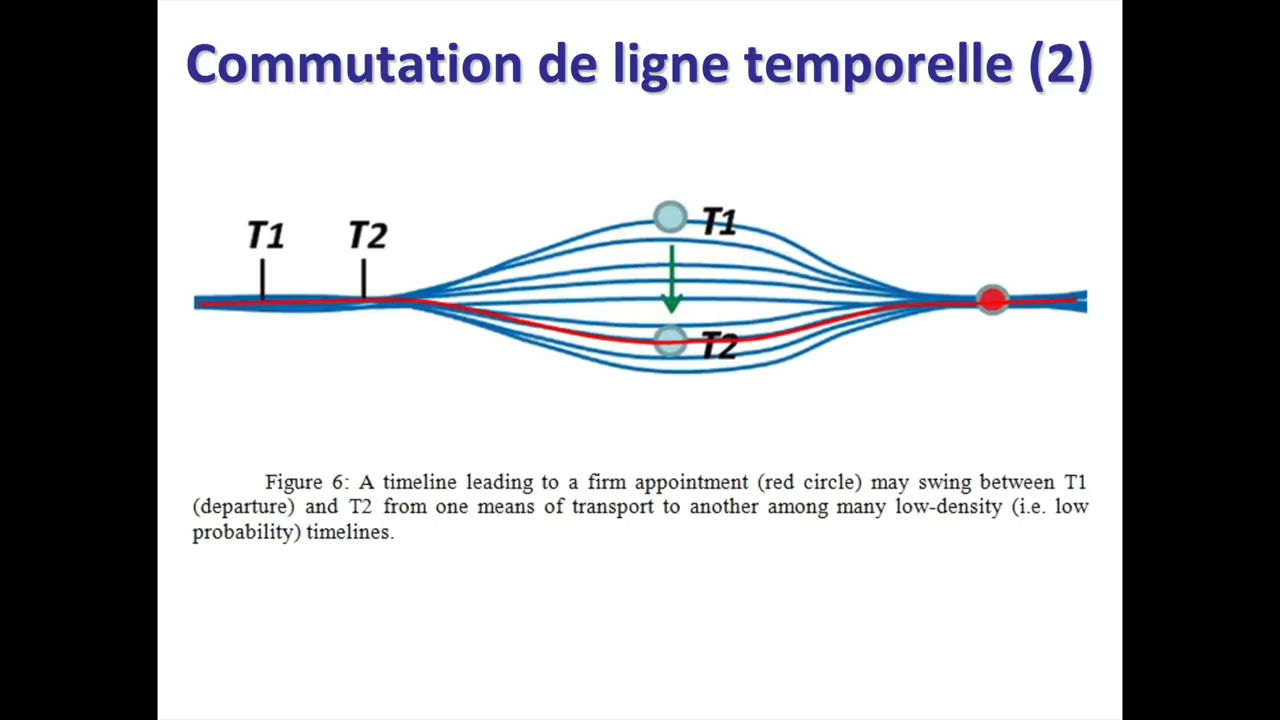 Commutation de ligne temporelle (2)
T1
T1 T2
T2
Figure 6: A timeline leading to a firm appointment (red circle) may swing between T1
(departure) and T2 from one means of transport to another among many low-density (i.e. low
probability) timelines.